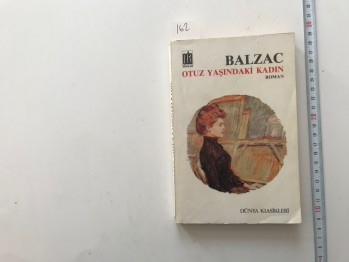 162
BALZAC
OTUZ YAŞINDAKİ KADIN
ROMAN
DÜNYA KLASİKLERİ